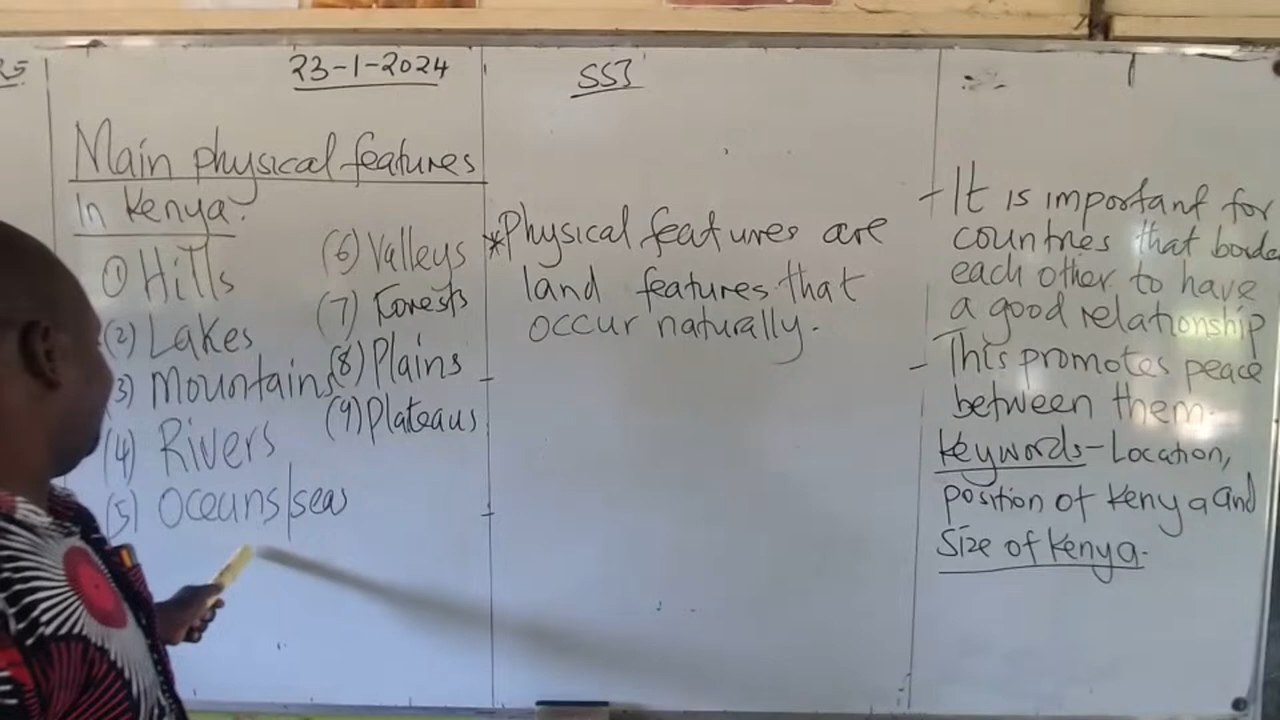 23-1-2024
Main physical features
In Kenya.
(1) Hills
(2) Lakes
(3) Mountains
(4) Rivers
(5) Oceans/seas
(6) Valleys
(7) Forests
(8) Plains
(9) Plateaus
*Physical features are
land features that
occur naturally.
- It is important for
countries that borde
each other to have
a good relationship
- This promotes peace
between them.
Keywords - Location,
position of Kenya and
Size of Kenya.